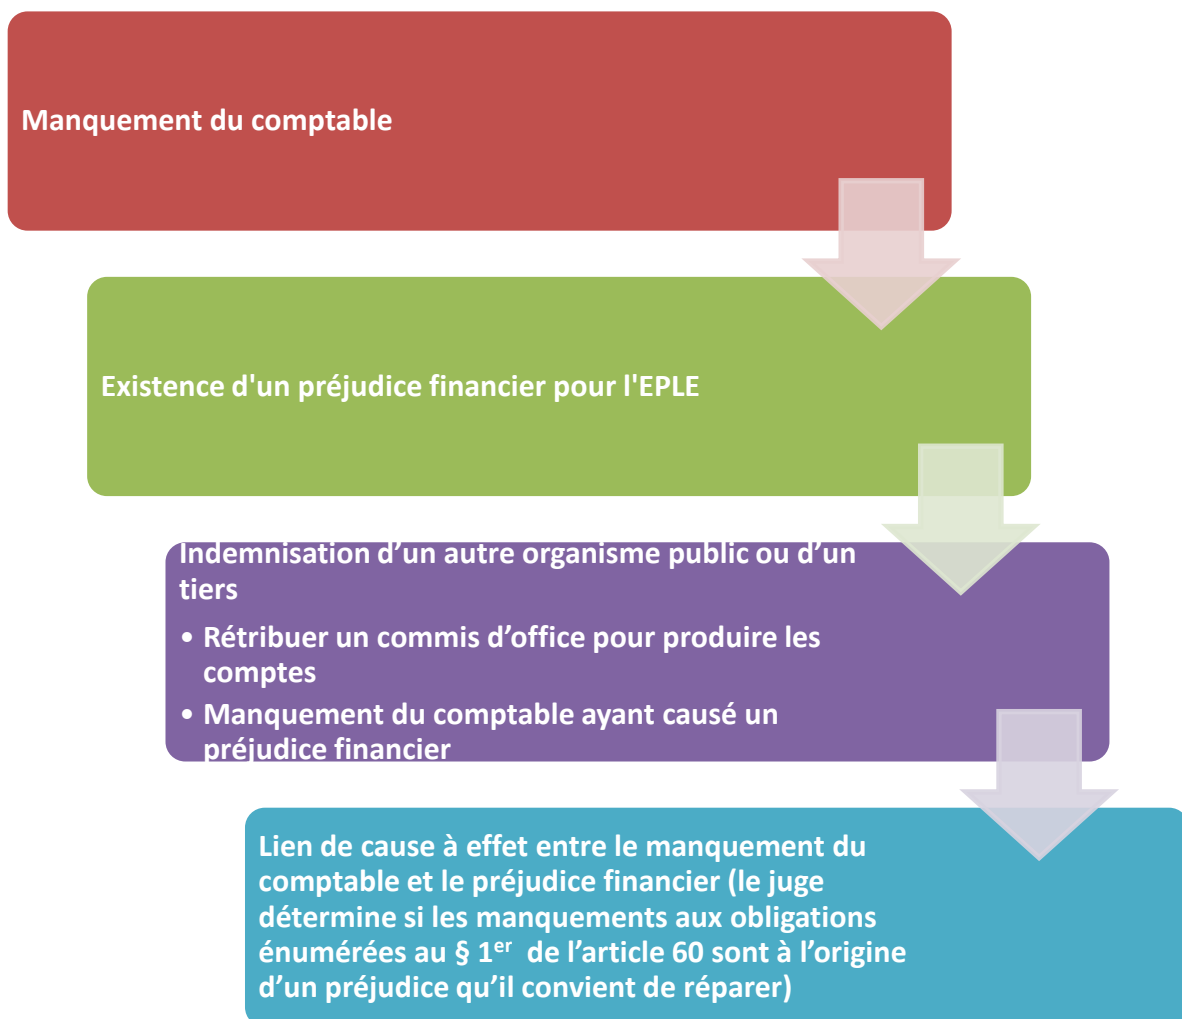 Manquement du comptable
Existence d'un préjudice financier pour l'EPLE
Indemnisation d’un autre organisme public ou d’un
tiers
• Rétribuer un commis d’office pour produire les
comptes
• Manquement du comptable ayant causé un
préjudice financier
Lien de cause à effet entre le manquement du
comptable et le préjudice financier (le juge
détermine si les manquements aux obligations
énumérées au § 1er de l’article 60 sont à l’origine
d’un préjudice qu’il convient de réparer)